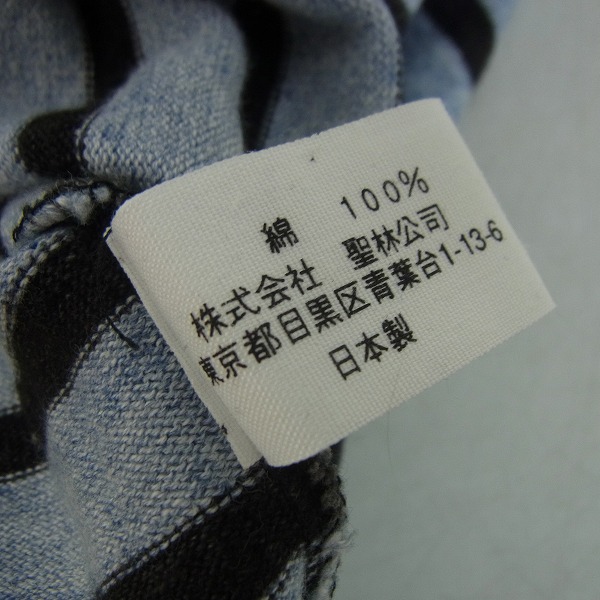 綿 100%
株式会社 聖林公司
東京都目黒区青葉台1-13-6
日本製